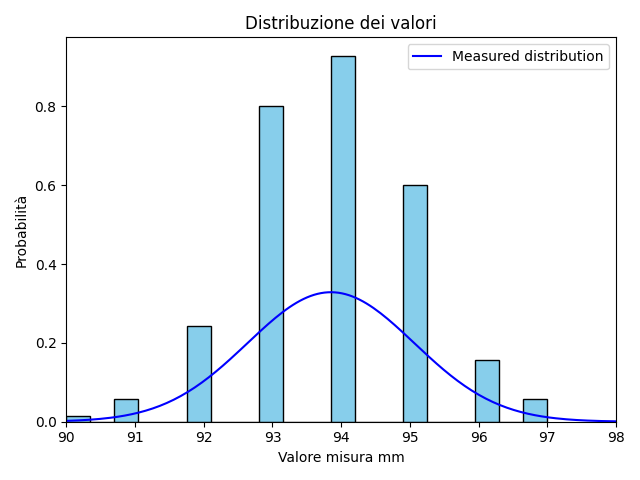 Distribuzione dei valori
Measured distribution
Probabilità
0.8
0.6
0.4
0.2
0.0
90 91 92 93 94 95 96 97 98
Valore misura mm